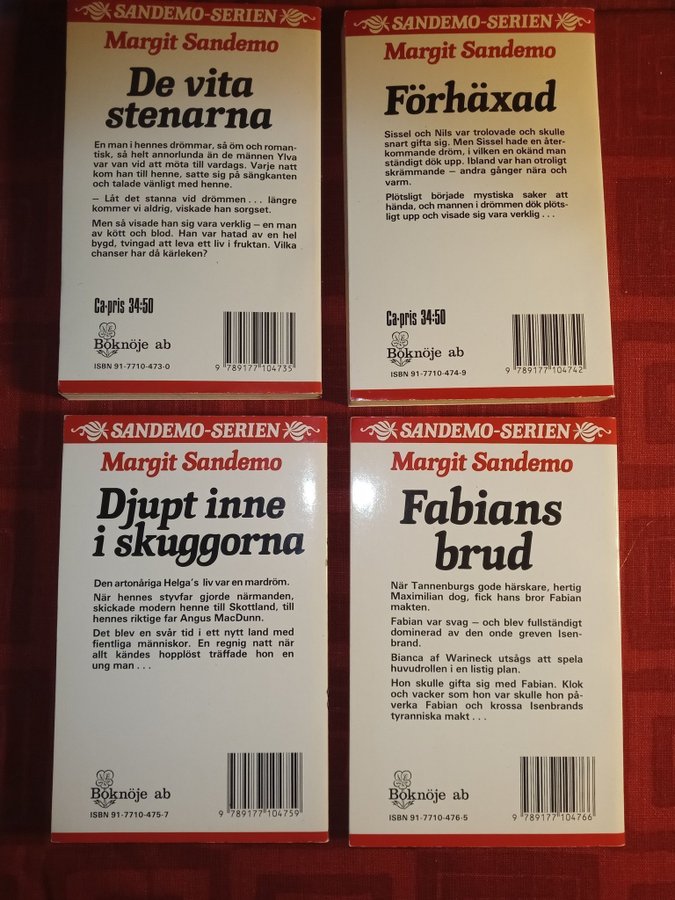 SANDEMO-SERIEN
Margit Sandemo
De vita
stenarna
En man i hennes drömmar, så öm och roman-
tisk, så helt annorlunda än de männen Ylva
var van vid att möta till vardags. Varje natt
kom han till henne, satte sig på sängkanten
och talade vänligt med henne.
– Låt det stanna vid drömmen . . . längre
kommer vi aldrig, viskade han sorgset.
Men så visade han sig vara verklig – en man
av kött och blod. Han var hatad av en hel
bygd, tvingad att leva ett liv i fruktan. Vilka
chanser har då kärleken?
Ca-pris 34:50
Böknöje ab
ISBN 91-7710-473-0
9 789177 104735
SANDEMO-SERIEN
Margit Sandemo
Förhäxad
Sissel och Nils var trolovade och skulle
snart gifta sig. Men Sissel hade en åter-
kommande dröm, i vilken en okänd man
ständigt dök upp. Ibland var han otroligt
skrämmande – andra gånger nära och
varm.
Plötsligt började mystiska saker att
hända, och mannen i drömmen dök plöts-
ligt upp och visade sig vara verklig . . .
Ca-pris 34:50
Böknöje ab
ISBN 91-7710-474-9
9 789177 104742
SANDEMO-SERIEN
Margit Sandemo
Djupt inne
i skuggorna
Den artonåriga Helga's liv var en mardröm.
När hennes styvfar gjorde närmanden,
skickade modern henne till Skottland, till
hennes riktige far Angus MacDunn.
Det blev en svår tid i ett nytt land med
fientliga människor. En regnig natt när
allt kändes hopplöst träffade hon en
ung man . . .
Böknöje ab
ISBN 91-7710-475-7
9 789177 104759
SANDEMO-SERIEN
Margit Sandemo
Fabians
brud
När Tannenburgs gode härskare, hertig
Maximilian dog, fick hans bror Fabian
makten.
Fabian var svag – och blev fullständigt
dominerad av den onde greven Isen-
brand.
Bianca af Warineck utsågs att spela
huvudrollen i en listig plan.
Hon skulle gifta sig med Fabian. Klok
och vacker som hon var skulle hon på-
verka Fabian och krossa Isenbrands
tyranniska makt . . .
Böknöje ab
ISBN 91-7710-476-5
9 789177 104766